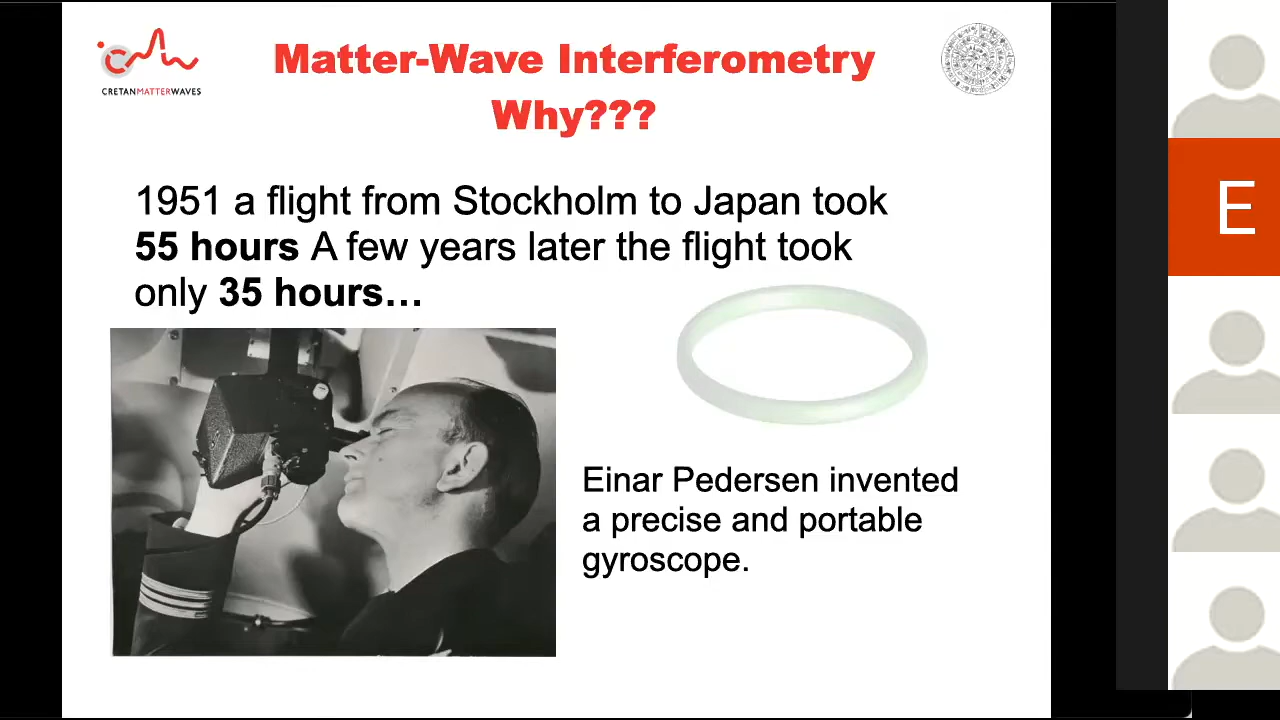 CRETANMATTERWAVES
Matter-Wave Interferometry
Why???
1951 a flight from Stockholm to Japan took
55 hours A few years later the flight took
only 35 hours…
Einar Pedersen invented
a precise and portable
gyroscope.
E